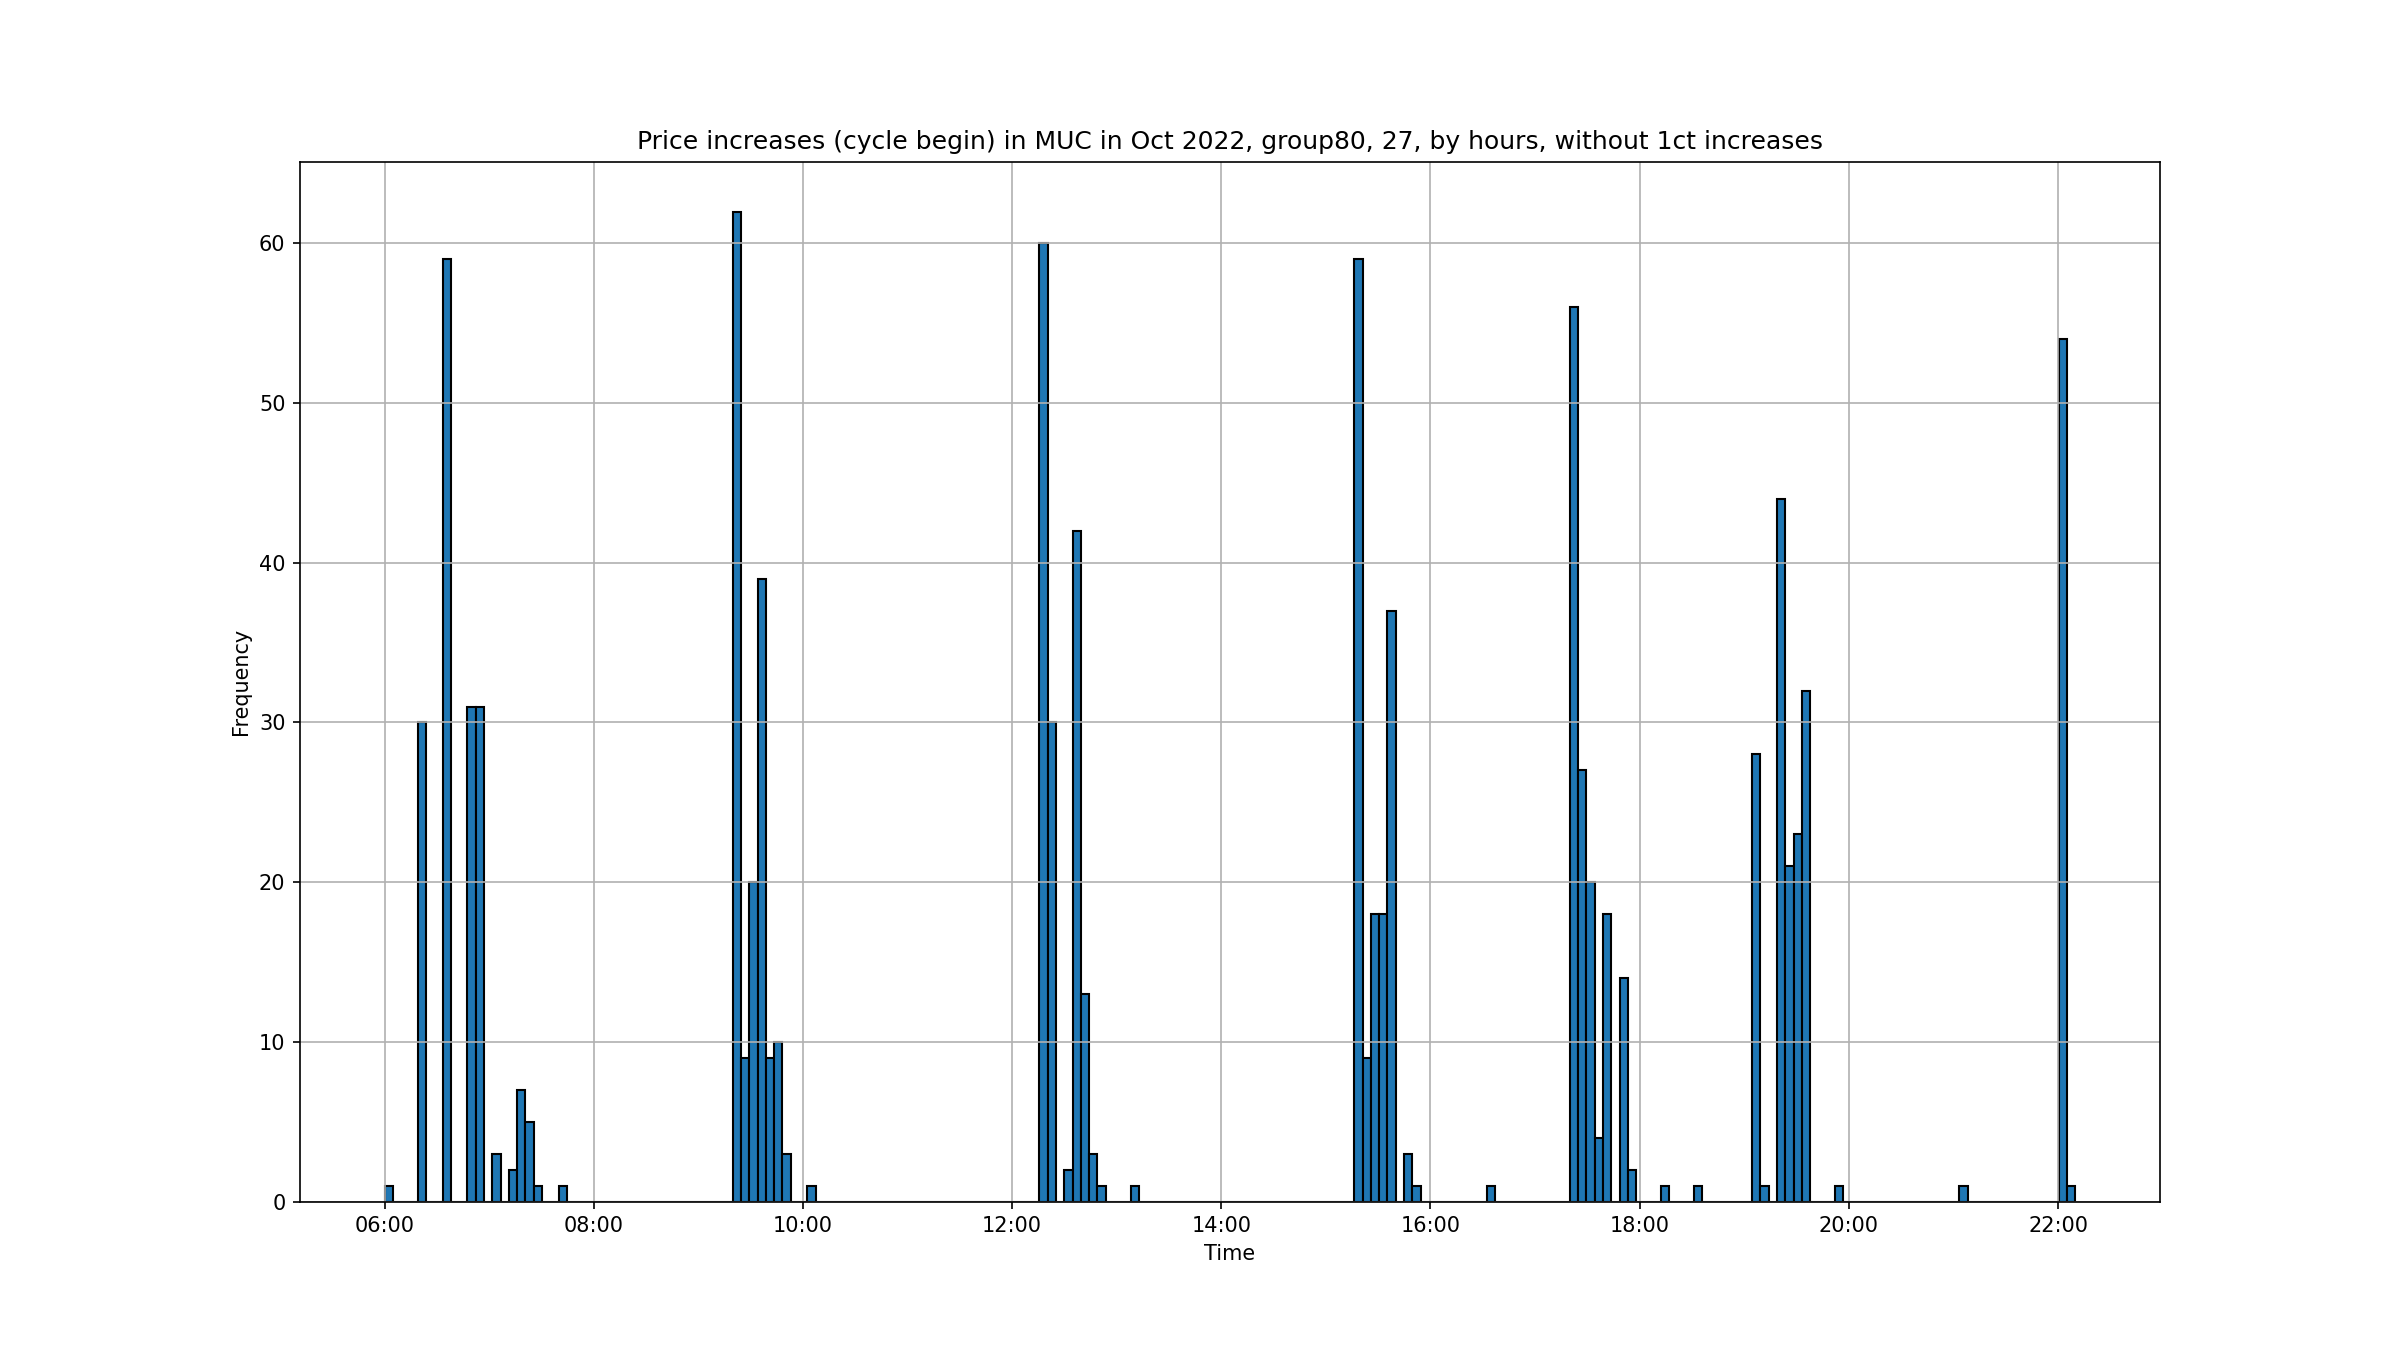 Price increases (cycle begin) in MUC in Oct 2022, group80, 27, by hours, without 1ct increases
60
50
40
30
20
10
0
Frequency
06:00 08:00 10:00 12:00 14:00 16:00 18:00 20:00 22:00
Time